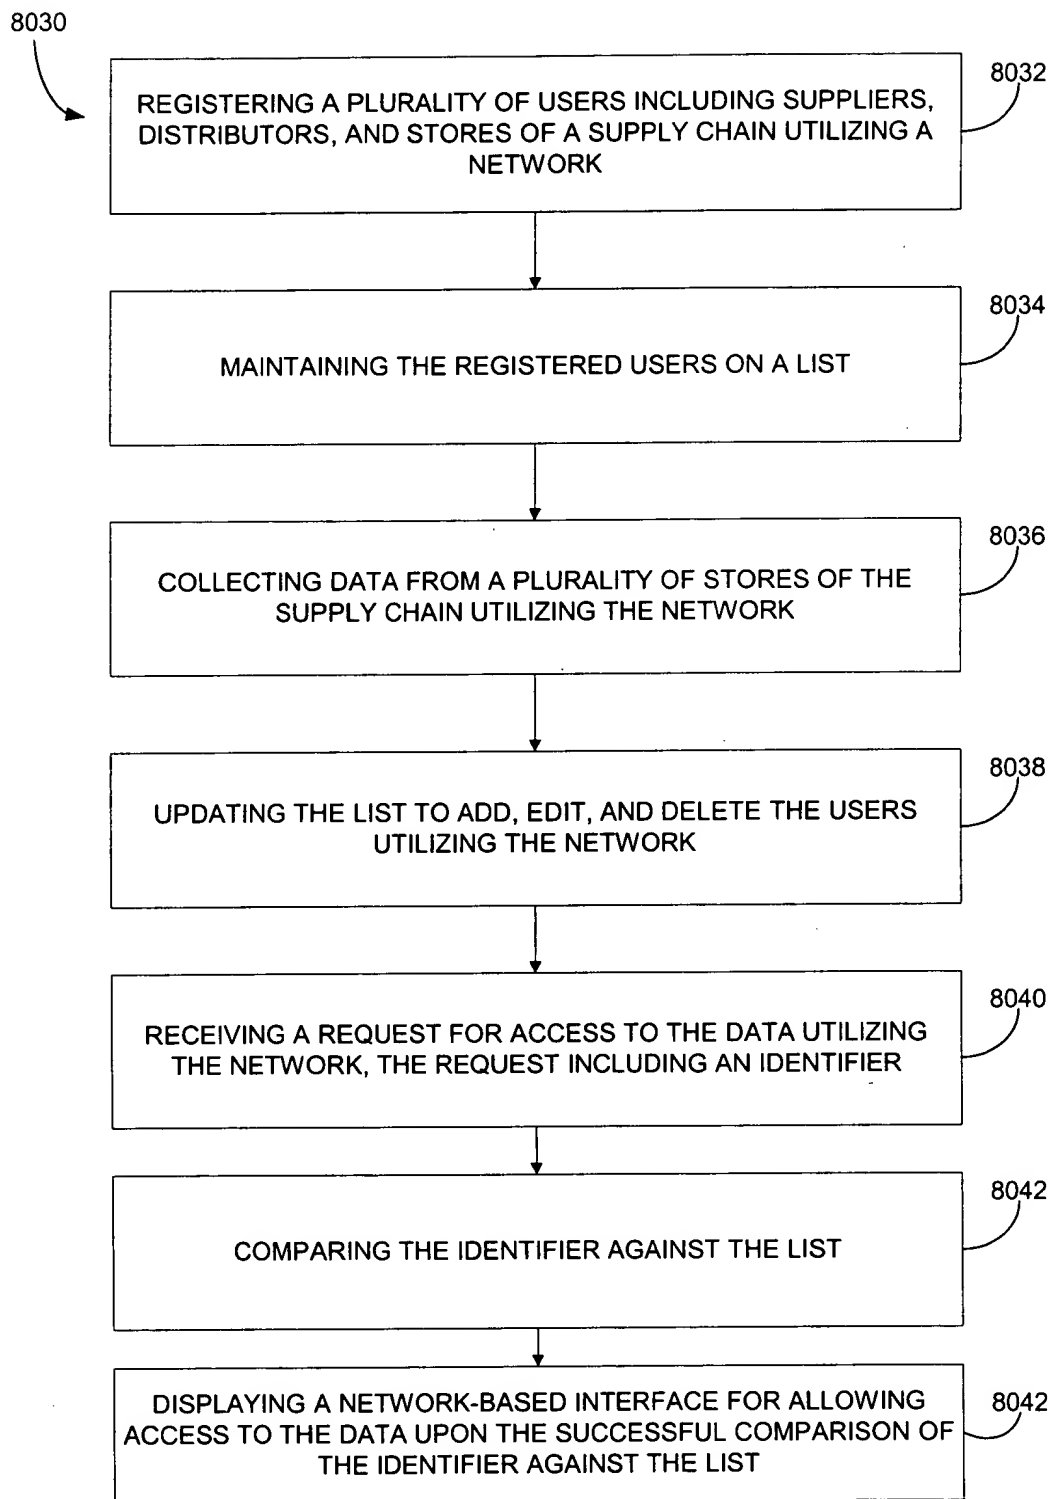 8030
8032
REGISTERING A PLURALITY OF USERS INCLUDING SUPPLIERS,
DISTRIBUTORS, AND STORES OF A SUPPLY CHAIN UTILIZING A
NETWORK
8034
MAINTAINING THE REGISTERED USERS ON A LIST
8036
COLLECTING DATA FROM A PLURALITY OF STORES OF THE
SUPPLY CHAIN UTILIZING THE NETWORK
8038
UPDATING THE LIST TO ADD, EDIT, AND DELETE THE USERS
UTILIZING THE NETWORK
8040
RECEIVING A REQUEST FOR ACCESS TO THE DATA UTILIZING
THE NETWORK, THE REQUEST INCLUDING AN IDENTIFIER
8042
COMPARING THE IDENTIFIER AGAINST THE LIST
8042
DISPLAYING A NETWORK-BASED INTERFACE FOR ALLOWING
ACCESS TO THE DATA UPON THE SUCCESSFUL COMPARISON OF
THE IDENTIFIER AGAINST THE LIST